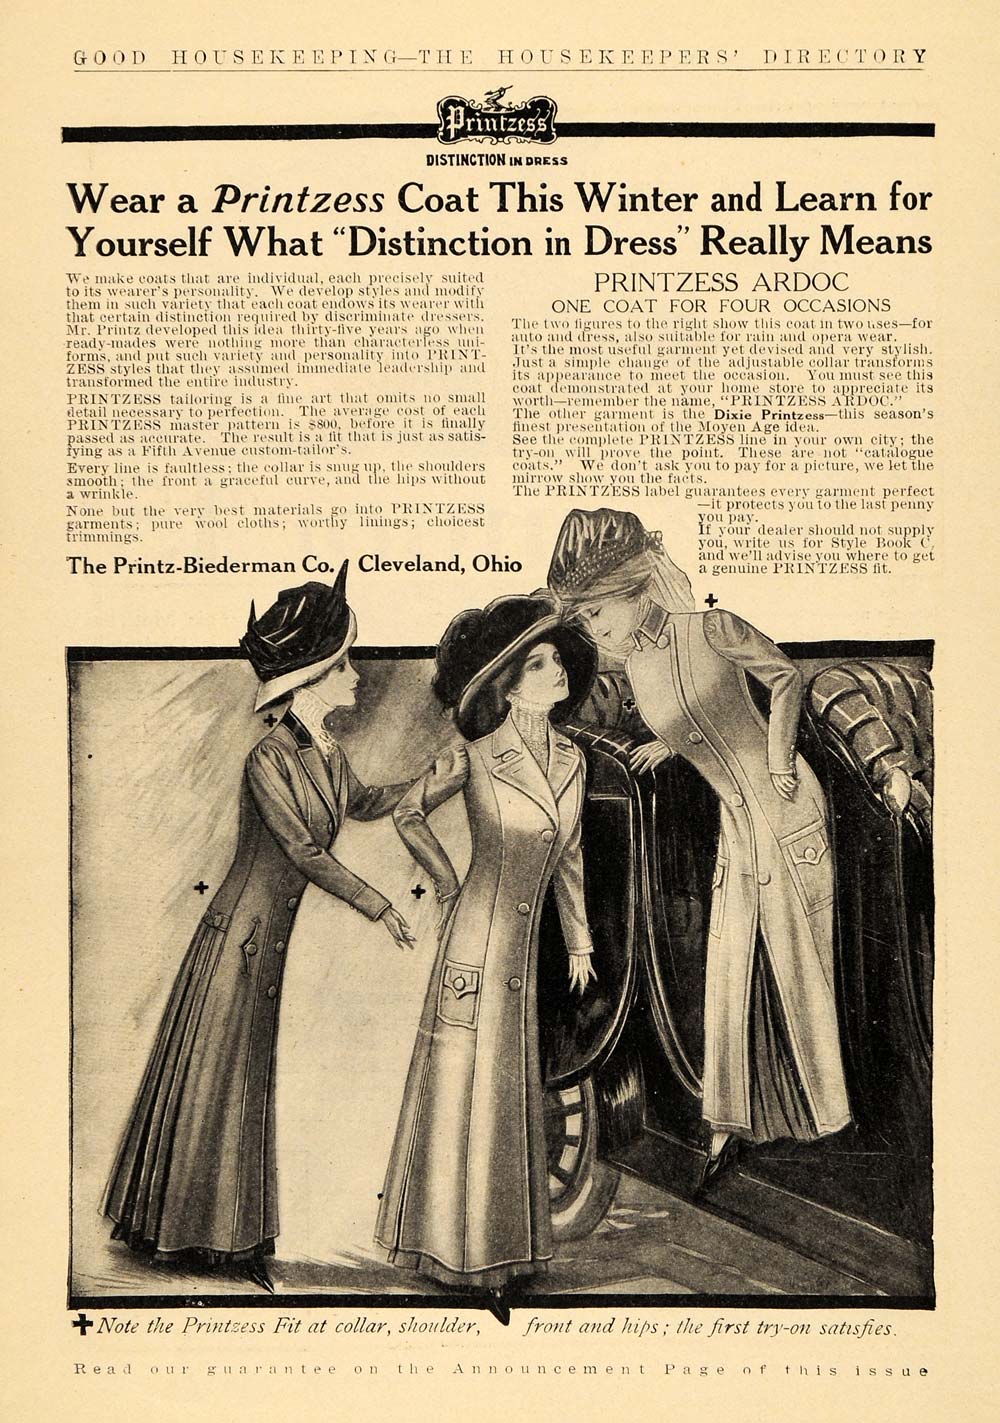 GOOD HOUSEKEEPING—THE HOUSEKEEPERS' DIRECTORY
Printzess
DISTINCTION IN DRESS
Wear a Printzess Coat This Winter and Learn for
Yourself What "Distinction in Dress" Really Means
We make coats that are individual, each precisely suited
to its wearer's personality. We develop styles and modify
them in such variety that each coat endows its wearer with
that certain distinction required by discriminate dressers.
Mr. Printz developed this idea thirty-five years ago when
ready-mades were nothing more than characterless uni-
forms, and put such variety and personality into PRINT-
ZESS styles that they assumed immediate leadership and
transformed the entire industry.
PRINTZESS tailoring is a fine art that omits no small
detail necessary to perfection. The average cost of each
PRINTZESS master pattern is $800, before it is finally
passed as accurate. The result is a fit that is just as satis-
fying as a Fifth Avenue custom-tailor's.
Every line is faultless; the collar is snug up, the shoulders
smooth; the front a graceful curve, and the hips without
a wrinkle.
None but the very best materials go into PRINTZESS
garments; pure wool cloths; worthy linings; choicest
trimmings.
The Printz-Biederman Co. Cleveland, Ohio
PRINTZESS ARDOC
ONE COAT FOR FOUR OCCASIONS
The two figures to the right show this coat in two uses—for
auto and dress, also suitable for rain and opera wear.
It's the most useful garment yet devised and very stylish.
Just a simple change of the adjustable collar transforms
its appearance to meet the occasion. You must see this
coat demonstrated at your home store to appreciate its
worth—remember the name, "PRINTZESS ARDOC."
The other garment is the Dixie Printzess—this season's
finest presentation of the Moyen Age idea.
See the complete PRINTZESS line in your own city; the
try-on will prove the point. These are not "catalogue
coats." We don't ask you to pay for a picture, we let the
mirrow show you the facts.
The PRINTZESS label guarantees every garment perfect
—it protects you to the last penny
you pay.
If your dealer should not supply
you, write us for Style Book C,
and we'll advise you where to get
a genuine PRINTZESS fit.
Note the Printzess Fit at collar, shoulder, front and hips; the first try-on satisfies.
Read our guarantee on the Announcement Page of this issue